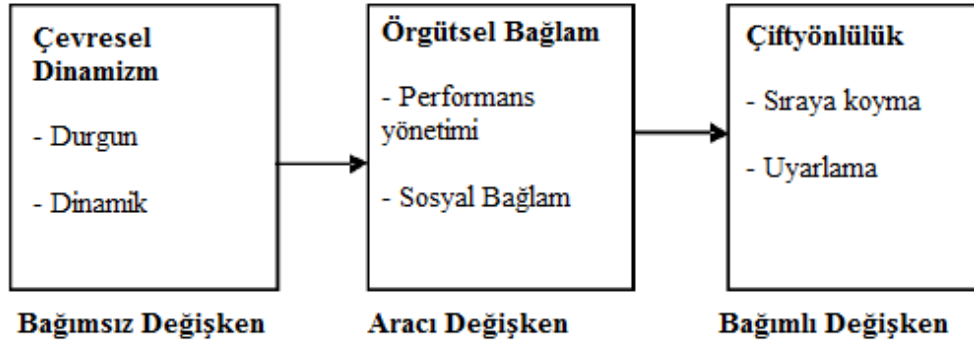 Çevresel
Dinamizm
- Durgun
- Dinamik
Örgütsel Bağlam
- Performans
yönetimi
- Sosyal Bağlam
Çiftyönlülük
- Sıraya koyma
- Uyarlama
Bağımsız Değişken
Aracı Değişken
Bağımlı Değişken